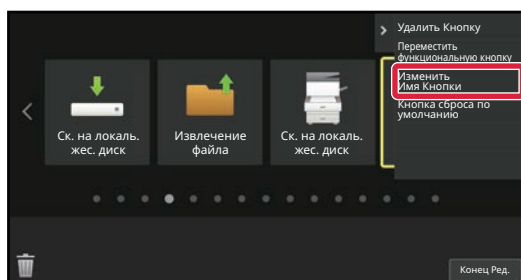 Удалить Кнопку
Переместить
функциональную кнопку
Изменить
Имя Кнопки
Кнопка сброса по
умолчанию
Ск. на локаль.
жес. диск
Извлечение
файла
Ск. на локаль.
жес. диск
Конец Ред.